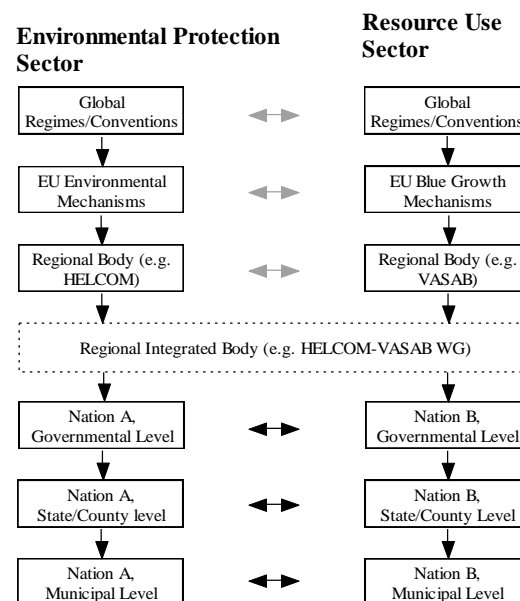 Environmental Protection
Sector
Resource Use
Sector
Global
Regimes/Conventions
Global
Regimes/Conventions
EU Environmental
Mechanisms
EU Blue Growth
Mechanisms
Regional Body (e.g.
HELCOM)
Regional Body (e.g.
VASAB)
Regional Integrated Body (e.g. HELCOM-VASAB WG)
Nation A,
Governmental Level
Nation B,
Governmental Level
Nation A,
State/County level
Nation B,
State/County Level
Nation A,
Municipal Level
Nation B,
Municipal Level